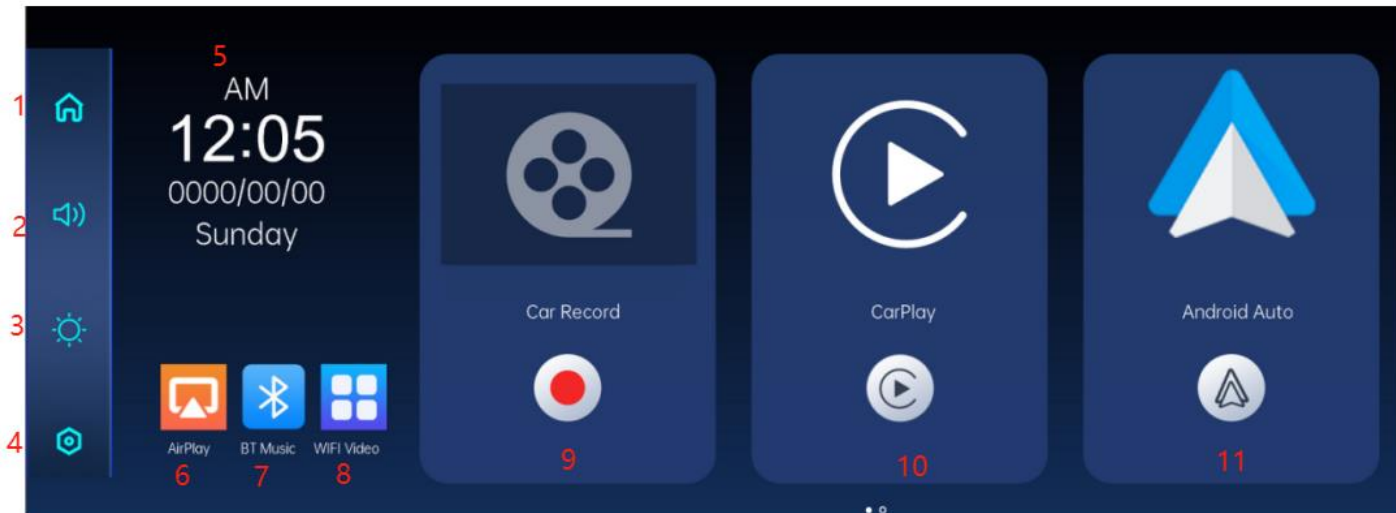 5
AM
12:05
0000/00/00
Sunday
1
2
3
4
AirPlay
BT Music
WIFI Video
6
7
8
Car Record
9
CarPlay
10
Android Auto
11